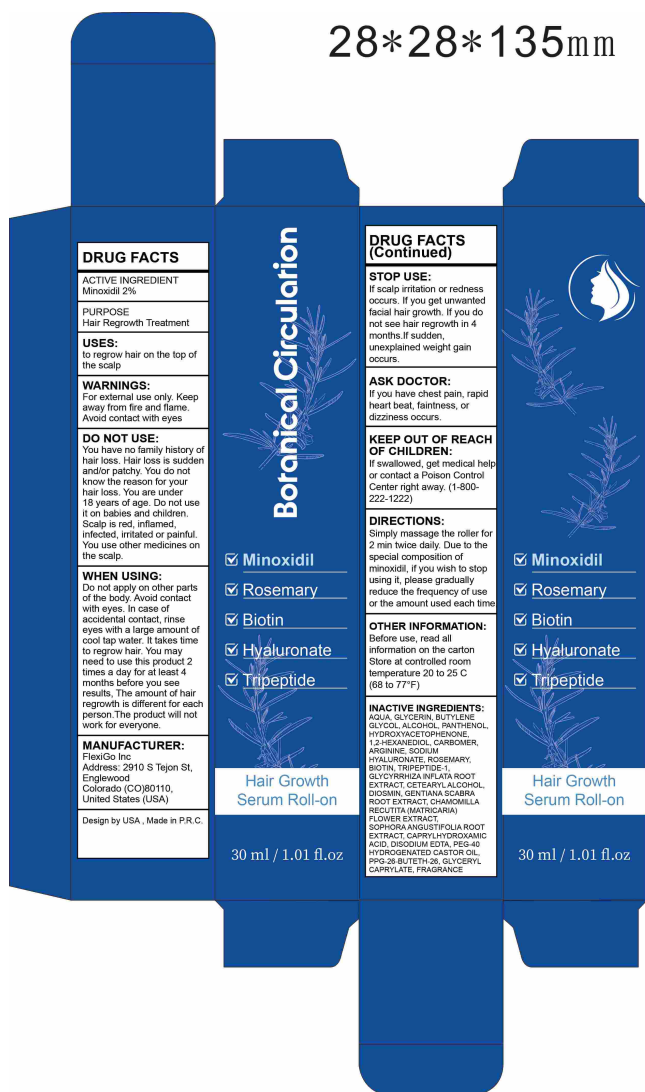 28*28*135mm
DRUG FACTS
ACTIVE INGREDIENT
Minoxidil 2%
PURPOSE
Hair Regrowth Treatment
USES:
to regrow hair on the top of
the scalp
WARNINGS:
For external use only. Keep
away from fire and flame.
Avoid contact with eyes
DO NOT USE:
You have no family history of
hair loss. Hair loss is sudden
and/or patchy. You do not
know the reason for your
hair loss. You are under
18 years of age. Do not use
it on babies and children.
Scalp is red, inflamed,
infected, irritated or painful.
You use other medicines on
the scalp.
WHEN USING:
Do not apply on other parts
of the body. Avoid contact
with eyes. In case of
accidental contact, rinse
eyes with a large amount of
cool tap water. It takes time
to regrow hair. You may
need to use this product 2
times a day for at least 4
months before you see
results, The amount of hair
regrowth is different for each
person.The product will not
work for everyone.
MANUFACTURER:
FlexiGo Inc
Address: 2910 S Tejon St,
Englewood
Colorado (CO)80110,
United States (USA)
Design by USA , Made in P.R.C.
Botanical Circulation
Minoxidil
Rosemary
Biotin
Hyaluronate
Tripeptide
Hair Growth
Serum Roll-on
30 ml / 1.01 fl.oz
DRUG FACTS
(Continued)
STOP USE:
If scalp irritation or redness
occurs. If you get unwanted
facial hair growth. If you do
not see hair regrowth in 4
months.If sudden,
unexplained weight gain
occurs.
ASK DOCTOR:
If you have chest pain, rapid
heart beat, faintness, or
dizziness occurs.
KEEP OUT OF REACH
OF CHILDREN:
If swallowed, get medical help
or contact a Poison Control
Center right away. (1-800-
222-1222)
DIRECTIONS:
Simply massage the roller for
2 min twice daily. Due to the
special composition of
minoxidil, if you wish to stop
using it, please gradually
reduce the frequency of use
or the amount used each time
OTHER INFORMATION:
Before use, read all
information on the carton
Store at controlled room
temperature 20 to 25 C
(68 to 77°F)
INACTIVE INGREDIENTS:
AQUA, GLYCERIN, BUTYLENE
GLYCOL, ALCOHOL, PANTHENOL,
HYDROXYACETOPHENONE,
1,2-HEXANEDIOL, CARBOMER,
ARGININE, SODIUM
HYALURONATE, ROSEMARY,
BIOTIN, TRIPEPTIDE-1,
GLYCYRRHIZA INFLATA ROOT
EXTRACT, CETEARYL ALCOHOL,
DIOSMIN, GENTIANA SCABRA
ROOT EXTRACT, CHAMOMILLA
RECUTITA (MATRICARIA)
FLOWER EXTRACT,
SOPHORA ANGUSTIFOLIA ROOT
EXTRACT, CAPRYLHYDROXAMIC
ACID, DISODIUM EDTA, PEG-40
HYDROGENATED CASTOR OIL,
PPG-26-BUTETH-26, GLYCERYL
CAPRYLATE, FRAGRANCE
Minoxidil
Rosemary
Biotin
Hyaluronate
Tripeptide
Hair Growth
Serum Roll-on
30 ml / 1.01 fl.oz